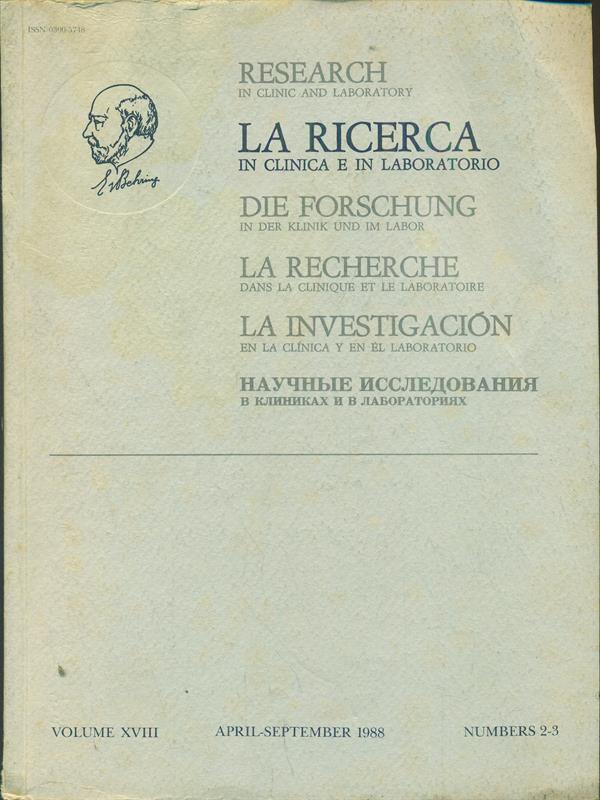 ISSN 0300-5748
RESEARCH
IN CLINIC AND LABORATORY
LA RICERCA
IN CLINICA E IN LABORATORIO
DIE FORSCHUNG
IN DER KLINIK UND IM LABOR
LA RECHERCHE
DANS LA CLINIQUE ET LE LABORATOIRE
LA INVESTIGACIÓN
EN LA CLÍNICA Y EN EL LABORATORIO
НАУЧНЫЕ ИССЛЕДОВАНИЯ
В КЛИНИКАХ И В ЛАБОРАТОРИЯХ
E v Behring
VOLUME XVIII APRIL-SEPTEMBER 1988 NUMBERS 2-3